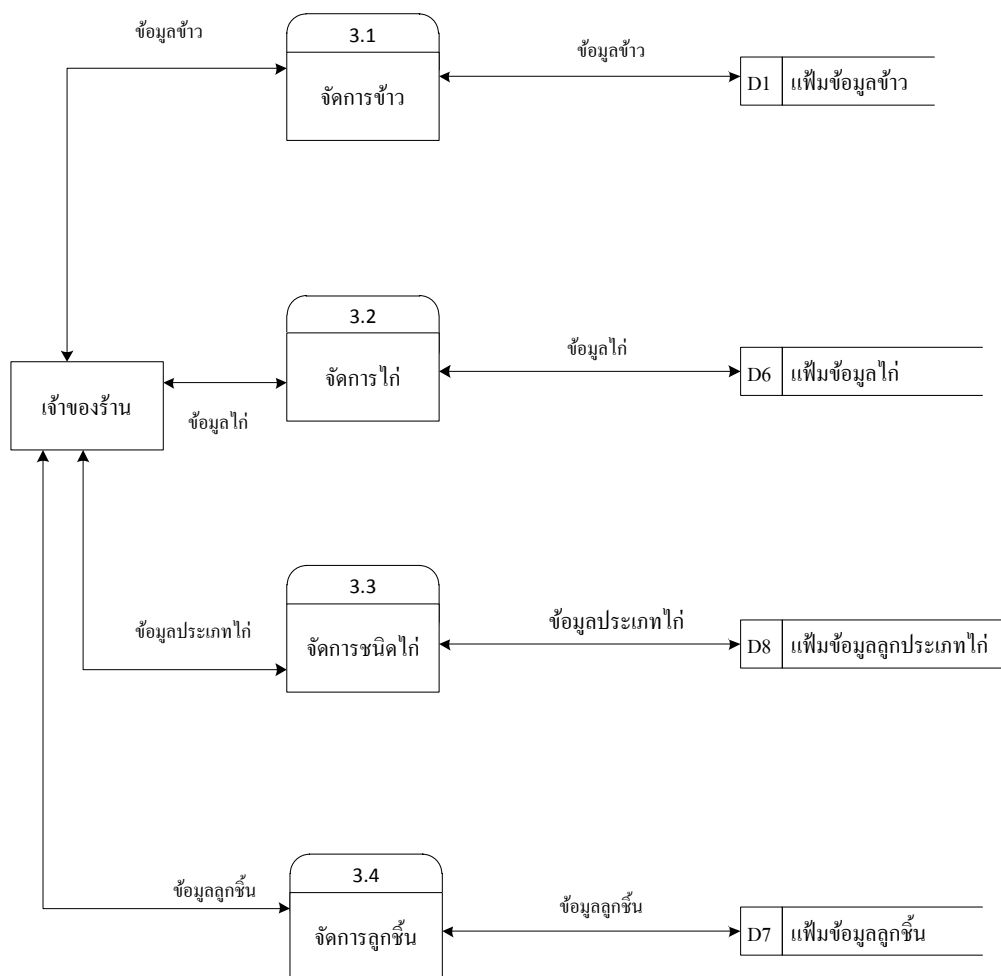 ข้อมูลข้าว
3.1
จัดการข้าว
ข้อมูลข้าว
D1 แฟ้มข้อมูลข้าว
3.2
จัดการไก่
ข้อมูลไก่
D6 แฟ้มข้อมูลไก่
เจ้าของร้าน
ข้อมูลไก่
3.3
จัดการชนิดไก่
ข้อมูลประเภทไก่
ข้อมูลประเภทไก่
D8 แฟ้มข้อมูลลูกประเภทไก่
3.4
จัดการลูกชิ้น
ข้อมูลลูกชิ้น
ข้อมูลลูกชิ้น
D7 แฟ้มข้อมูลลูกชิ้น